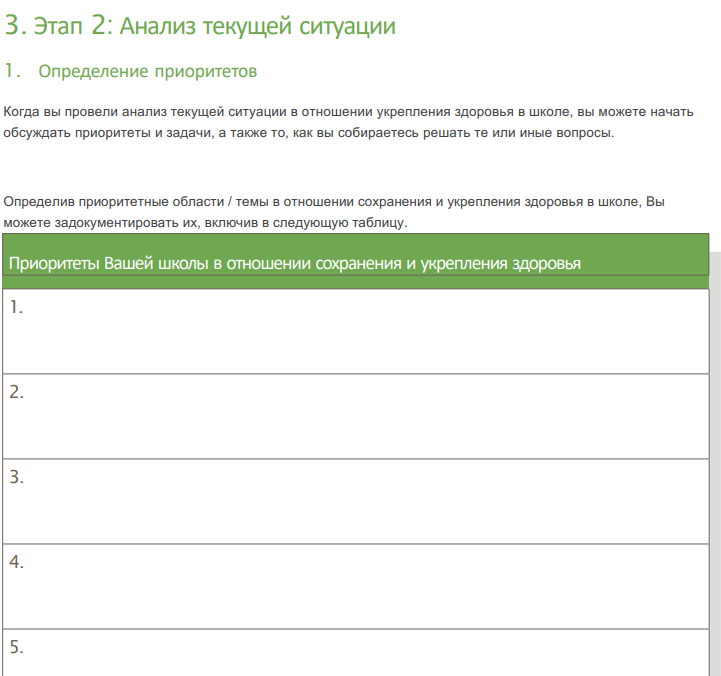 3. Этап 2: Анализ текущей ситуации
1. Определение приоритетов
Когда вы провели анализ текущей ситуации в отношении укрепления здоровья в школе, вы можете начать
обсуждать приоритеты и задачи, а также то, как вы собираетесь решать те или иные вопросы.
Определив приоритетные области / темы в отношении сохранения и укрепления здоровья в школе, Вы
можете задокументировать их, включив в следующую таблицу.
Приоритеты Вашей школы в отношении сохранения и укрепления здоровья
1.
2.
3.
4.
5.